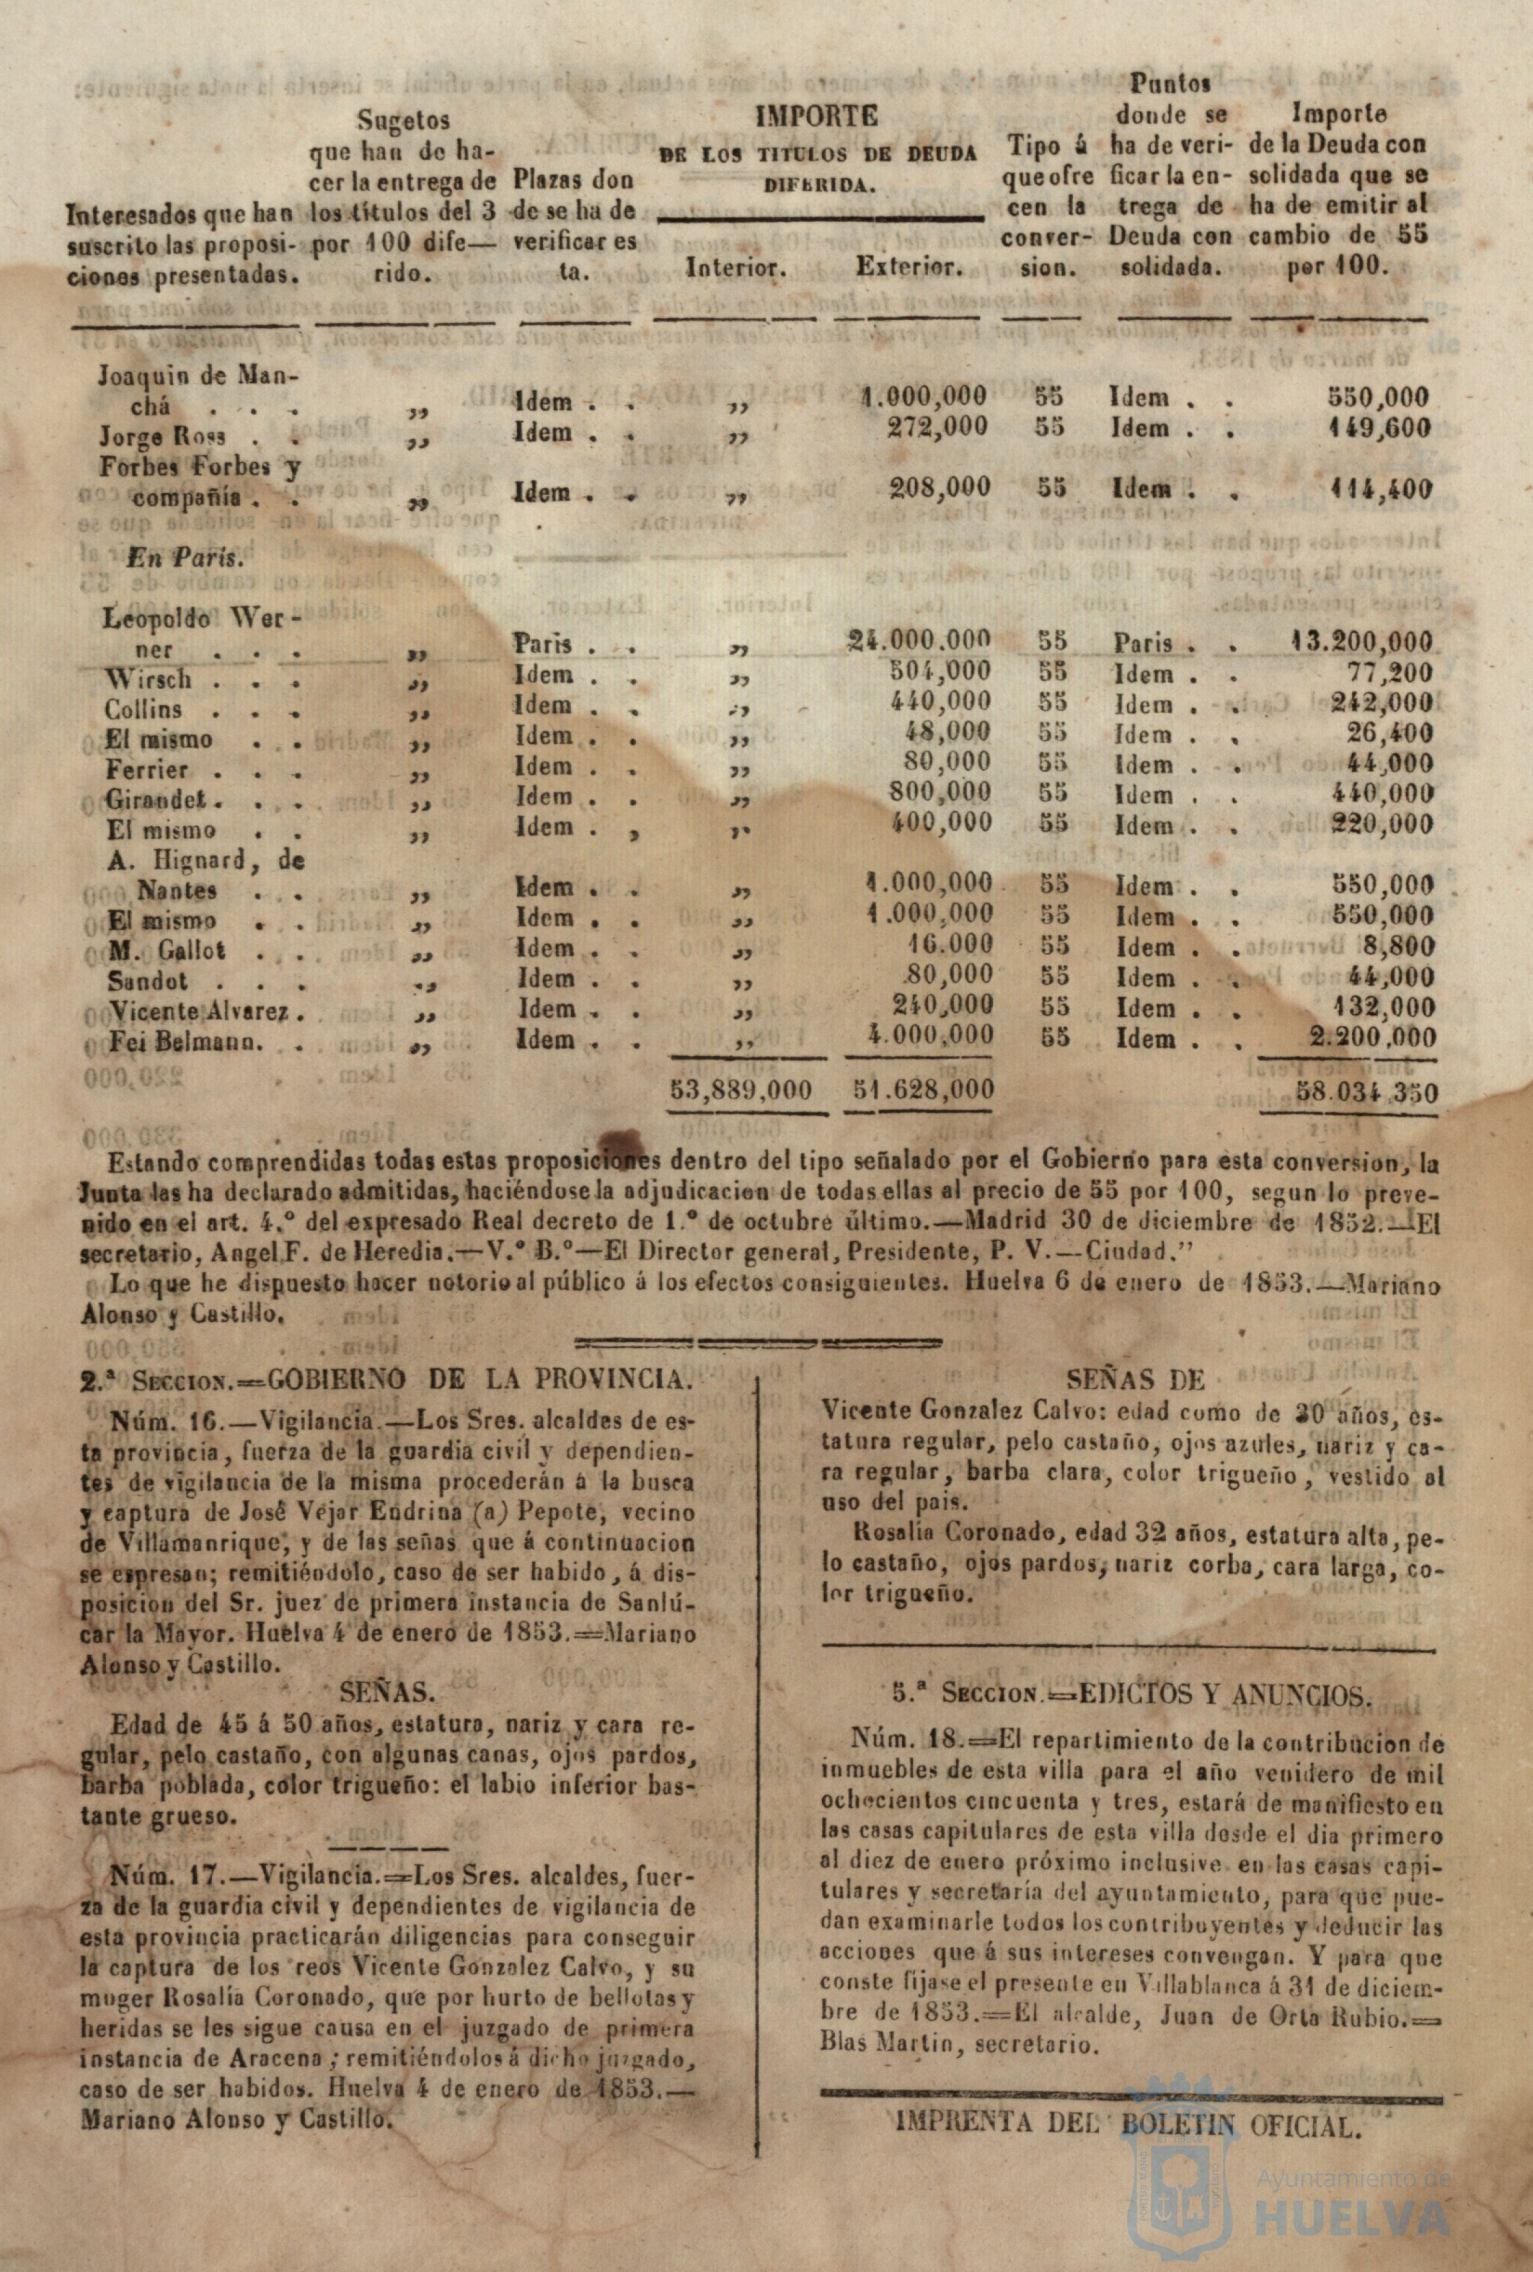 Interesados que han suscrito las proposi-ciones presentadas.
Sugetos que han de ha-cer la entrega de los títulos del 3 por 100 dife—rido.
Plazas don de se ha de verificar es ta.
IMPORTE
DE LOS TITULOS DE DEUDA
DIFERIDA.
Interior.
Exterior.
Tipo á que ofre cen la conver-sion.
Puntos donde se ha de veri-ficar la en-trega de Deuda con solidada.
Importe de la Deuda con solidada que se ha de emitir al cambio de 55 por 100.
Joaquin de Man-
chá . . . „ Idem . . „ 1.000,000 55 Idem . . 550,000
Jorge Ross . . „ Idem . . „ 272,000 55 Idem . . 149,600
Forbes Forbes y
compañía . . „ Idem . . „ 208,000 55 Idem . . 114,400
En Paris.
Leopoldo Wer-
ner . . . „ Paris . . „ 24.000.000 55 Paris . . 13.200,000
Wirsch . . . „ Idem . . „ 504,000 55 Idem . . 77,200
Collins . . . „ Idem . . „ 440,000 55 Idem . . 242,000
El mismo . . „ Idem . . „ 48,000 55 Idem . . 26,400
Ferrier . . . „ Idem . . „ 80,000 55 Idem . . 44,000
Girandet . . . „ Idem . . „ 800,000 55 Idem . . 440,000
El mismo . . „ Idem . , „ 400,000 55 Idem . . 220,000
A. Hignard, de
Nantes . . „ Idem . . „ 1.000,000 55 Idem . . 550,000
El mismo . . „ Idem . . „ 1.000,000 55 Idem . . 550,000
M. Gallot . . „ Idem . . „ 16.000 55 Idem . . 8,800
Sandot . . . „ Idem . . „ 80,000 55 Idem . . 44,000
Vicente Alvarez . „ Idem . . „ 240,000 55 Idem . . 132,000
Fei Belmann. . „ Idem . . „ 4.000,000 55 Idem . . 2.200,000
53,889,000 51.628,000 58.034,350
Estando comprendidas todas estas proposiciones dentro del tipo señalado por el Gobierno para esta conversion, la
Junta las ha declarado admitidas, haciéndose la adjudicacion de todas ellas al precio de 55 por 100, segun lo preve-
nido en el art. 4.º del expresado Real decreto de 1.º de octubre último.—Madrid 30 de diciembre de 1852.—El
secretario, Angel F. de Heredia.—V.º B.º—El Director general, Presidente, P. V.—Ciudad.”
Lo que he dispuesto hacer notorio al público á los efectos consiguientes. Huelva 6 de enero de 1853.—Mariano
Alonso y Castillo.
2.ª SECCION.=GOBIERNO DE LA PROVINCIA.
Núm. 16.—Vigilancia.—Los Sres. alcaldes de es-
ta provincia, fuerza de la guardia civil y dependien-
tes de vigilancia de la misma procederán á la busca
y captura de José Vejar Endrina (a) Pepote, vecino
de Villamanrique, y de las señas que á continuacion
se espresan; remitiéndolo, caso de ser habido, á dis-
posicion del Sr. juez de primera instancia de Sanlú-
car la Mayor. Huelva 4 de enero de 1853.=Mariano
Alonso y Castillo.
SEÑAS.
Edad de 45 á 50 años, estatura, nariz y cara re-
gular, pelo castaño, con algunas canas, ojos pardos,
barba poblada, color trigueño: el labio inferior bas-
tante grueso.
Núm. 17.—Vigilancia.=Los Sres. alcaldes, fuer-
za de la guardia civil y dependientes de vigilancia de
esta provincia practicarán diligencias para conseguir
la captura de los reos Vicente Gonzalez Calvo, y su
muger Rosalía Coronado, que por hurto de bellotas y
heridas se les sigue causa en el juzgado de primera
instancia de Aracena; remitiéndolos á dicho juzgado,
caso de ser habidos. Huelva 4 de enero de 1853.—
Mariano Alonso y Castillo.
SEÑAS DE
Vicente Gonzalez Calvo: edad como de 30 años, es-
tatura regular, pelo castaño, ojos azules, nariz y ca-
ra regular, barba clara, color trigueño, vestido al
uso del pais.
Rosalia Coronado, edad 32 años, estatura alta, pe-
lo castaño, ojos pardos, nariz corba, cara larga, co-
lor trigueño.
5.ª SECCION.=EDICTOS Y ANUNCIOS.
Núm. 18.=El repartimiento de la contribucion de
inmuebles de esta villa para el año venidero de mil
ochocientos cincuenta y tres, estará de manifiesto en
las casas capitulares de esta villa desde el dia primero
al diez de enero próximo inclusive en las casas capi-
tulares y secretaría del ayuntamiento, para que pue-
dan examinarle todos los contribuyentes y deducir las
acciones que á sus intereses convengan. Y para que
conste fijase el presente en Villablanca á 31 de diciem-
bre de 1853.=El alcalde, Juan de Orta Rubio.=
Blas Martin, secretario.
IMPRENTA DEL BOLETIN OFICIAL.
Ayuntamiento de
HUELVA